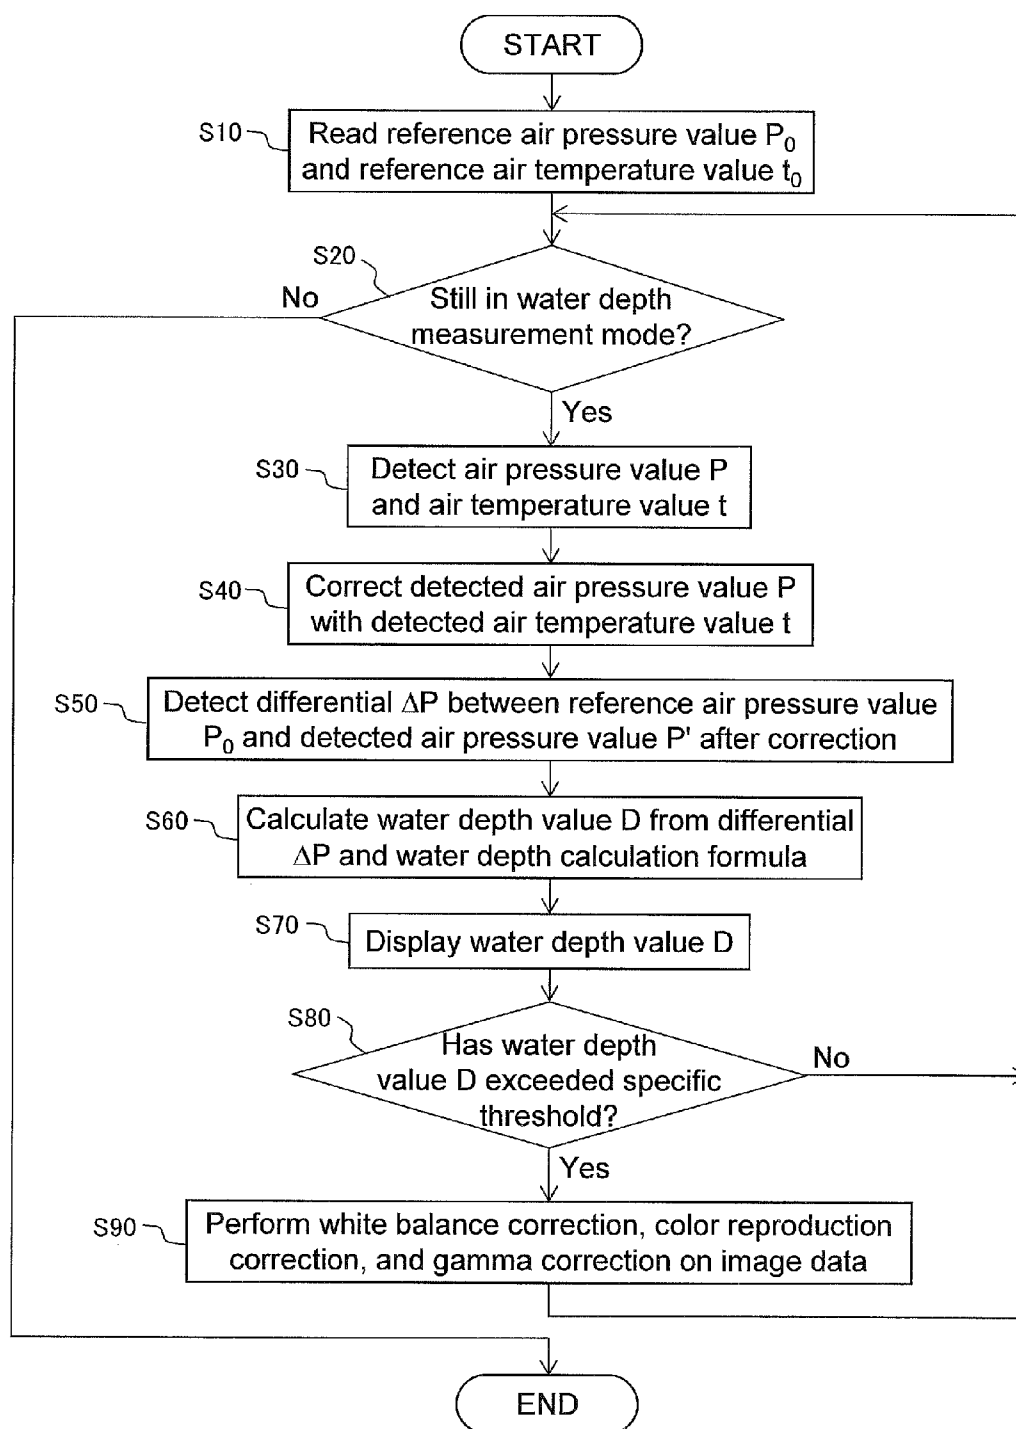 START
S10
Read reference air pressure value P₀
and reference air temperature value t₀
S20
No
Still in water depth
measurement mode?
Yes
S30
Detect air pressure value P
and air temperature value t
S40
Correct detected air pressure value P
with detected air temperature value t
S50
Detect differential ΔP between reference air pressure value
P₀ and detected air pressure value P' after correction
S60
Calculate water depth value D from differential
ΔP and water depth calculation formula
S70
Display water depth value D
S80
Has water depth
value D exceeded specific
threshold?
No
Yes
S90
Perform white balance correction, color reproduction
correction, and gamma correction on image data
END